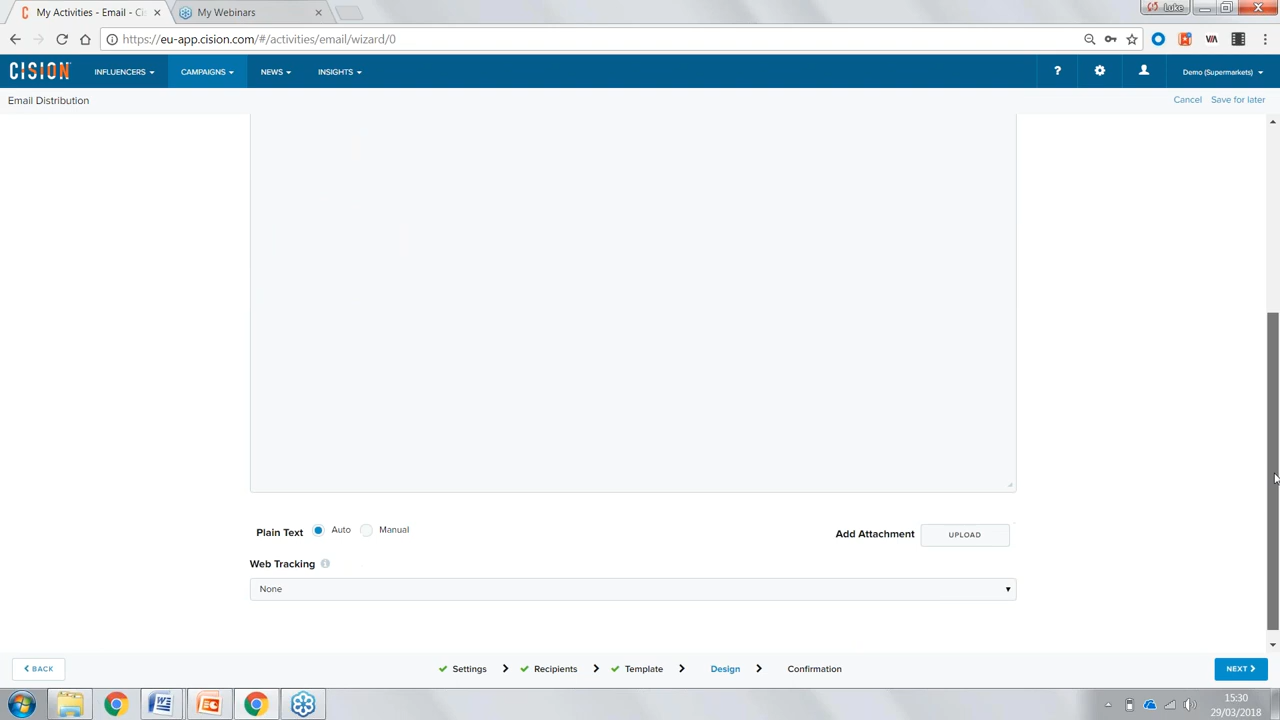 My Activities - Email - Ci
My Webinars
Luke
https://eu-app.cision.com/#/activities/email/wizard/0
VIA
CISION
INFLUENCERS
CAMPAIGNS
NEWS
INSIGHTS
?
Demo (Supermarkets)
Email Distribution
Cancel
Save for later
Plain Text
Auto
Manual
Add Attachment
UPLOAD
Web Tracking
None
BACK
Settings
Recipients
Template
Design
Confirmation
NEXT
15:30
29/03/2018